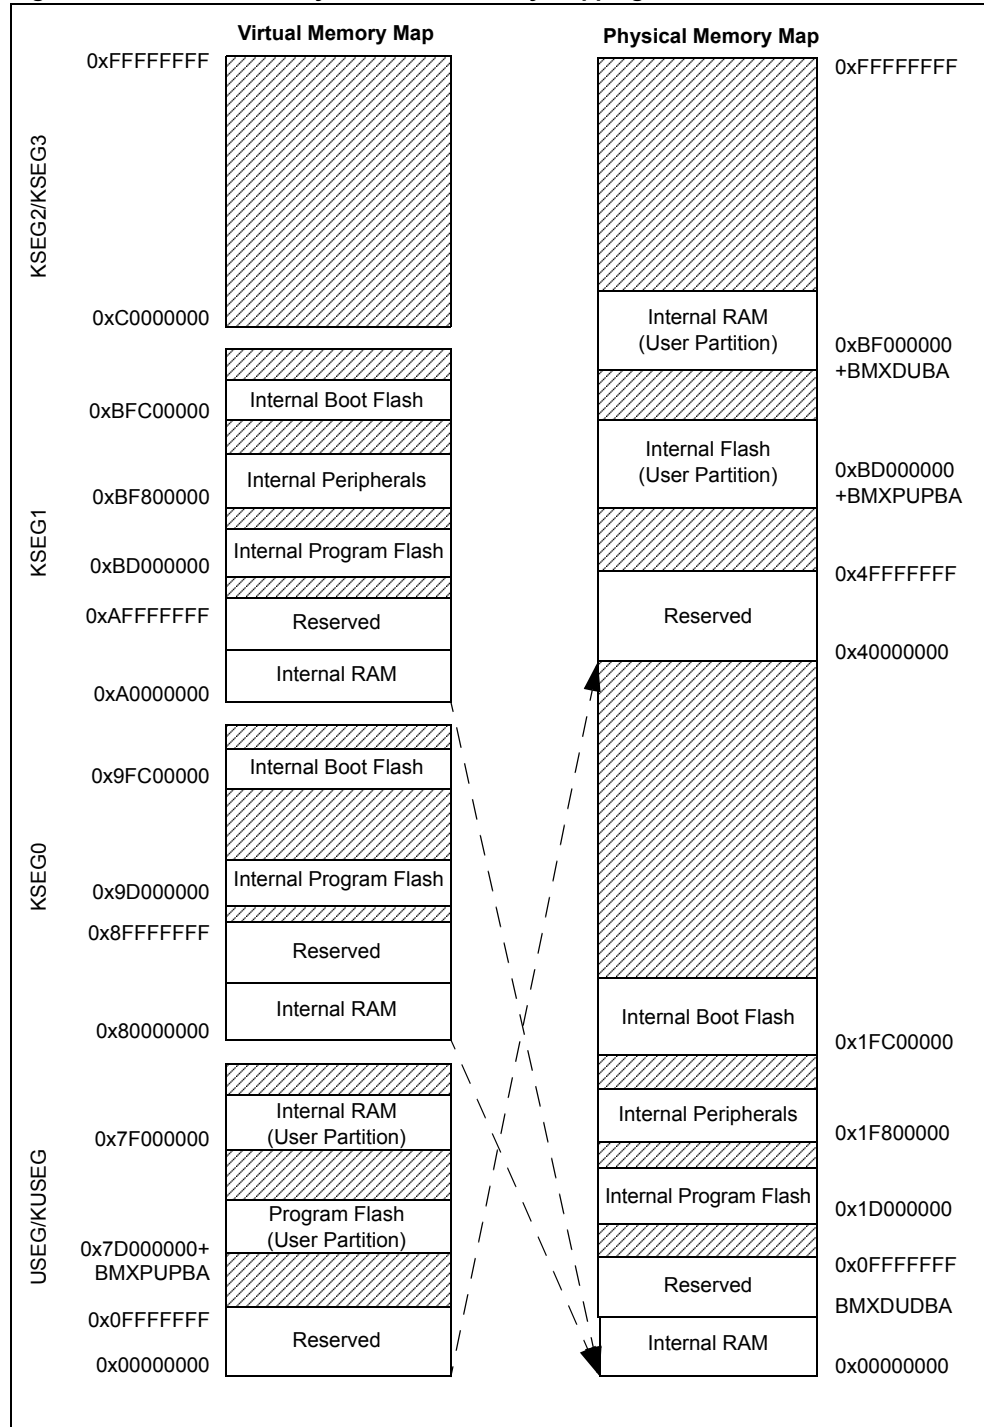 Virtual Memory Map
Physical Memory Map
0xFFFFFFFF
KSEG2/KSEG3
0xC0000000
Internal Boot Flash
0xBFC00000
Internal Peripherals
0xBF800000
KSEG1
Internal Program Flash
0xBD000000
0xAFFFFFFF
Reserved
Internal RAM
0xA0000000
Internal Boot Flash
0x9FC00000
KSEG0
Internal Program Flash
0x9D000000
0x8FFFFFFF
Reserved
Internal RAM
0x80000000
Internal RAM
(User Partition)
0x7F000000
USEG/KUSEG
Program Flash
(User Partition)
0x7D000000+
BMXPUPBA
0x0FFFFFFF
Reserved
0x00000000
0xFFFFFFFF
Internal RAM
(User Partition)
0xBF000000
+BMXDUBA
Internal Flash
(User Partition)
0xBD000000
+BMXPUPBA
0x4FFFFFFF
Reserved
0x40000000
Internal Boot Flash
0x1FC00000
Internal Peripherals
0x1F800000
Internal Program Flash
0x1D000000
0x0FFFFFFF
Reserved
BMXDUDBA
Internal RAM
0x00000000